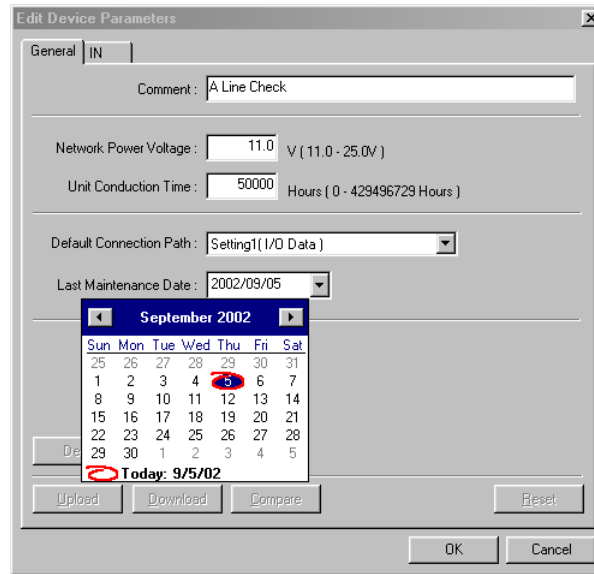 Edit Device Parameters
General IN
Comment : A Line Check
Network Power Voltage : 11.0 V ( 11.0 - 25.0V )
Unit Conduction Time : 50000 Hours ( 0 - 429496729 Hours )
Default Connection Path : Setting1( I/O Data )
Last Maintenance Date : 2002/09/05
September 2002
Sun Mon Tue Wed Thu Fri Sat
25 26 27 28 29 30 31
1 2 3 4 5 6 7
8 9 10 11 12 13 14
15 16 17 18 19 20 21
22 23 24 25 26 27 28
29 30 1 2 3 4 5
Today: 9/5/02
Upload Download Compare Reset
OK Cancel